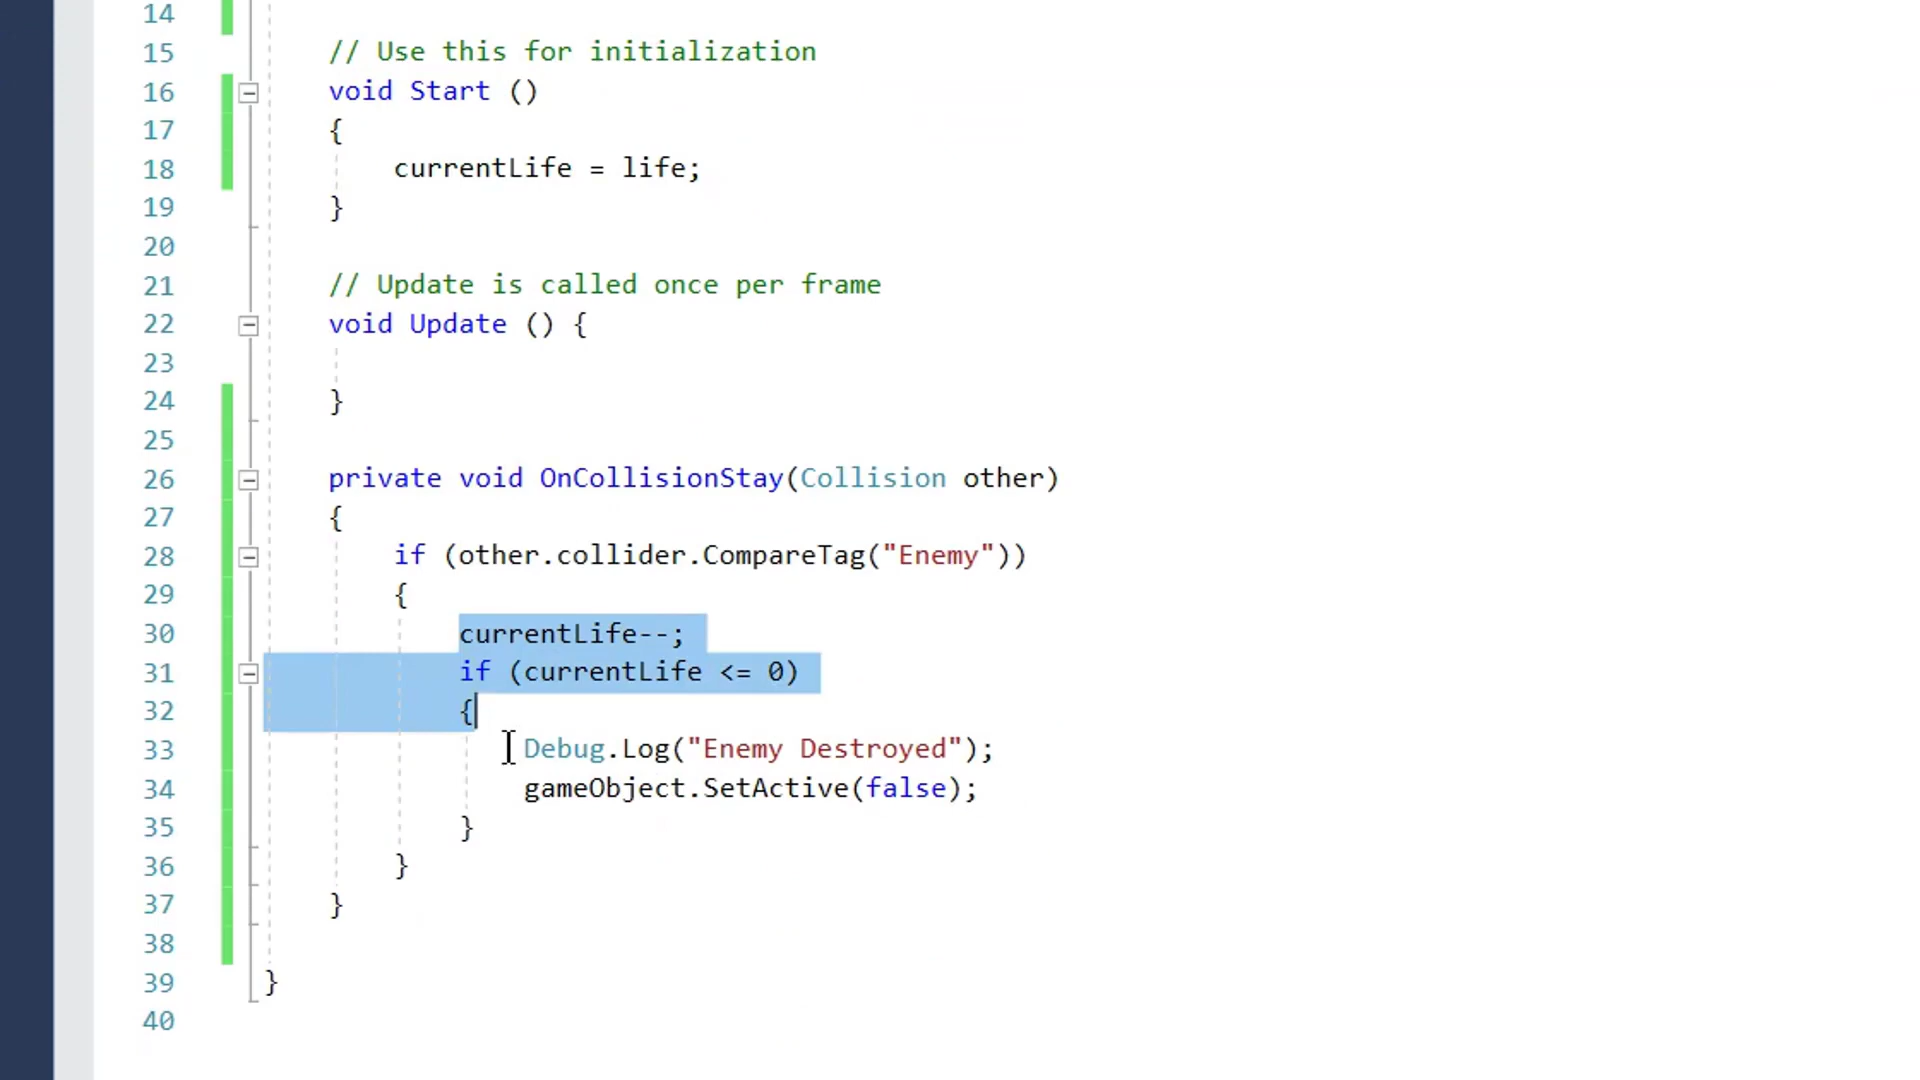 14
15 // Use this for initialization
16 void Start ()
17 {
18 currentLife = life;
19 }
20
21 // Update is called once per frame
22 void Update () {
23
24 }
25
26 private void OnCollisionStay(Collision other)
27 {
28 if (other.collider.CompareTag("Enemy"))
29 {
30 currentLife--;
31 if (currentLife <= 0)
32 {
33 Debug.Log("Enemy Destroyed");
34 gameObject.SetActive(false);
35 }
36 }
37 }
38
39 }
40